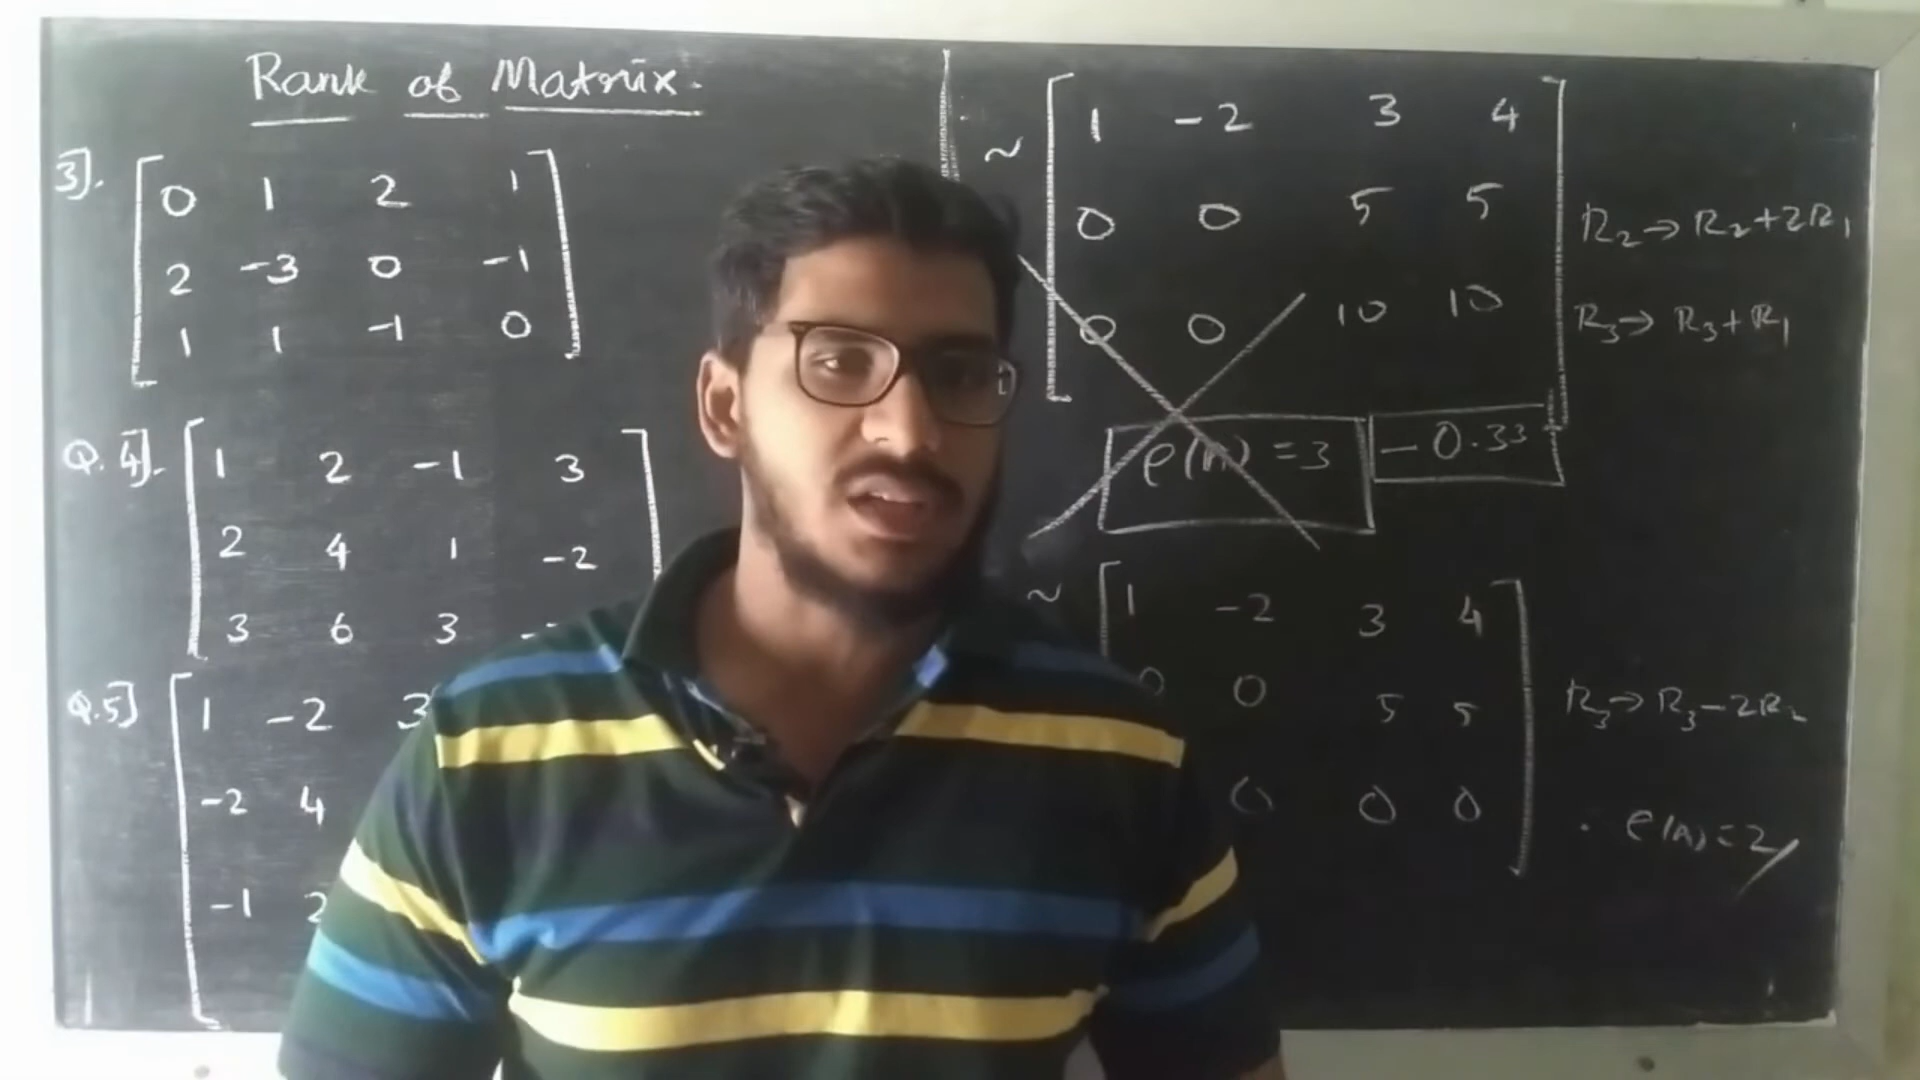 Rank of Matrix.
3].
0 1 2 1
2 -3 0 -1
1 1 -1 0
Q.4].
1 2 -1 3
2 4 1 -2
3 6 3
Q.5]
1 -2 3
-2 4
-1 2
~
1 -2 3 4
0 0 5 5 R₂→R₂+2R₁
0 0 10 10 R₃→R₃+R₁
ρ(A) = 3 -0.33
~
1 -2 3 4
0 0 5 5 R₃→R₃-2R₂
0 0 0 ρ(A)=2